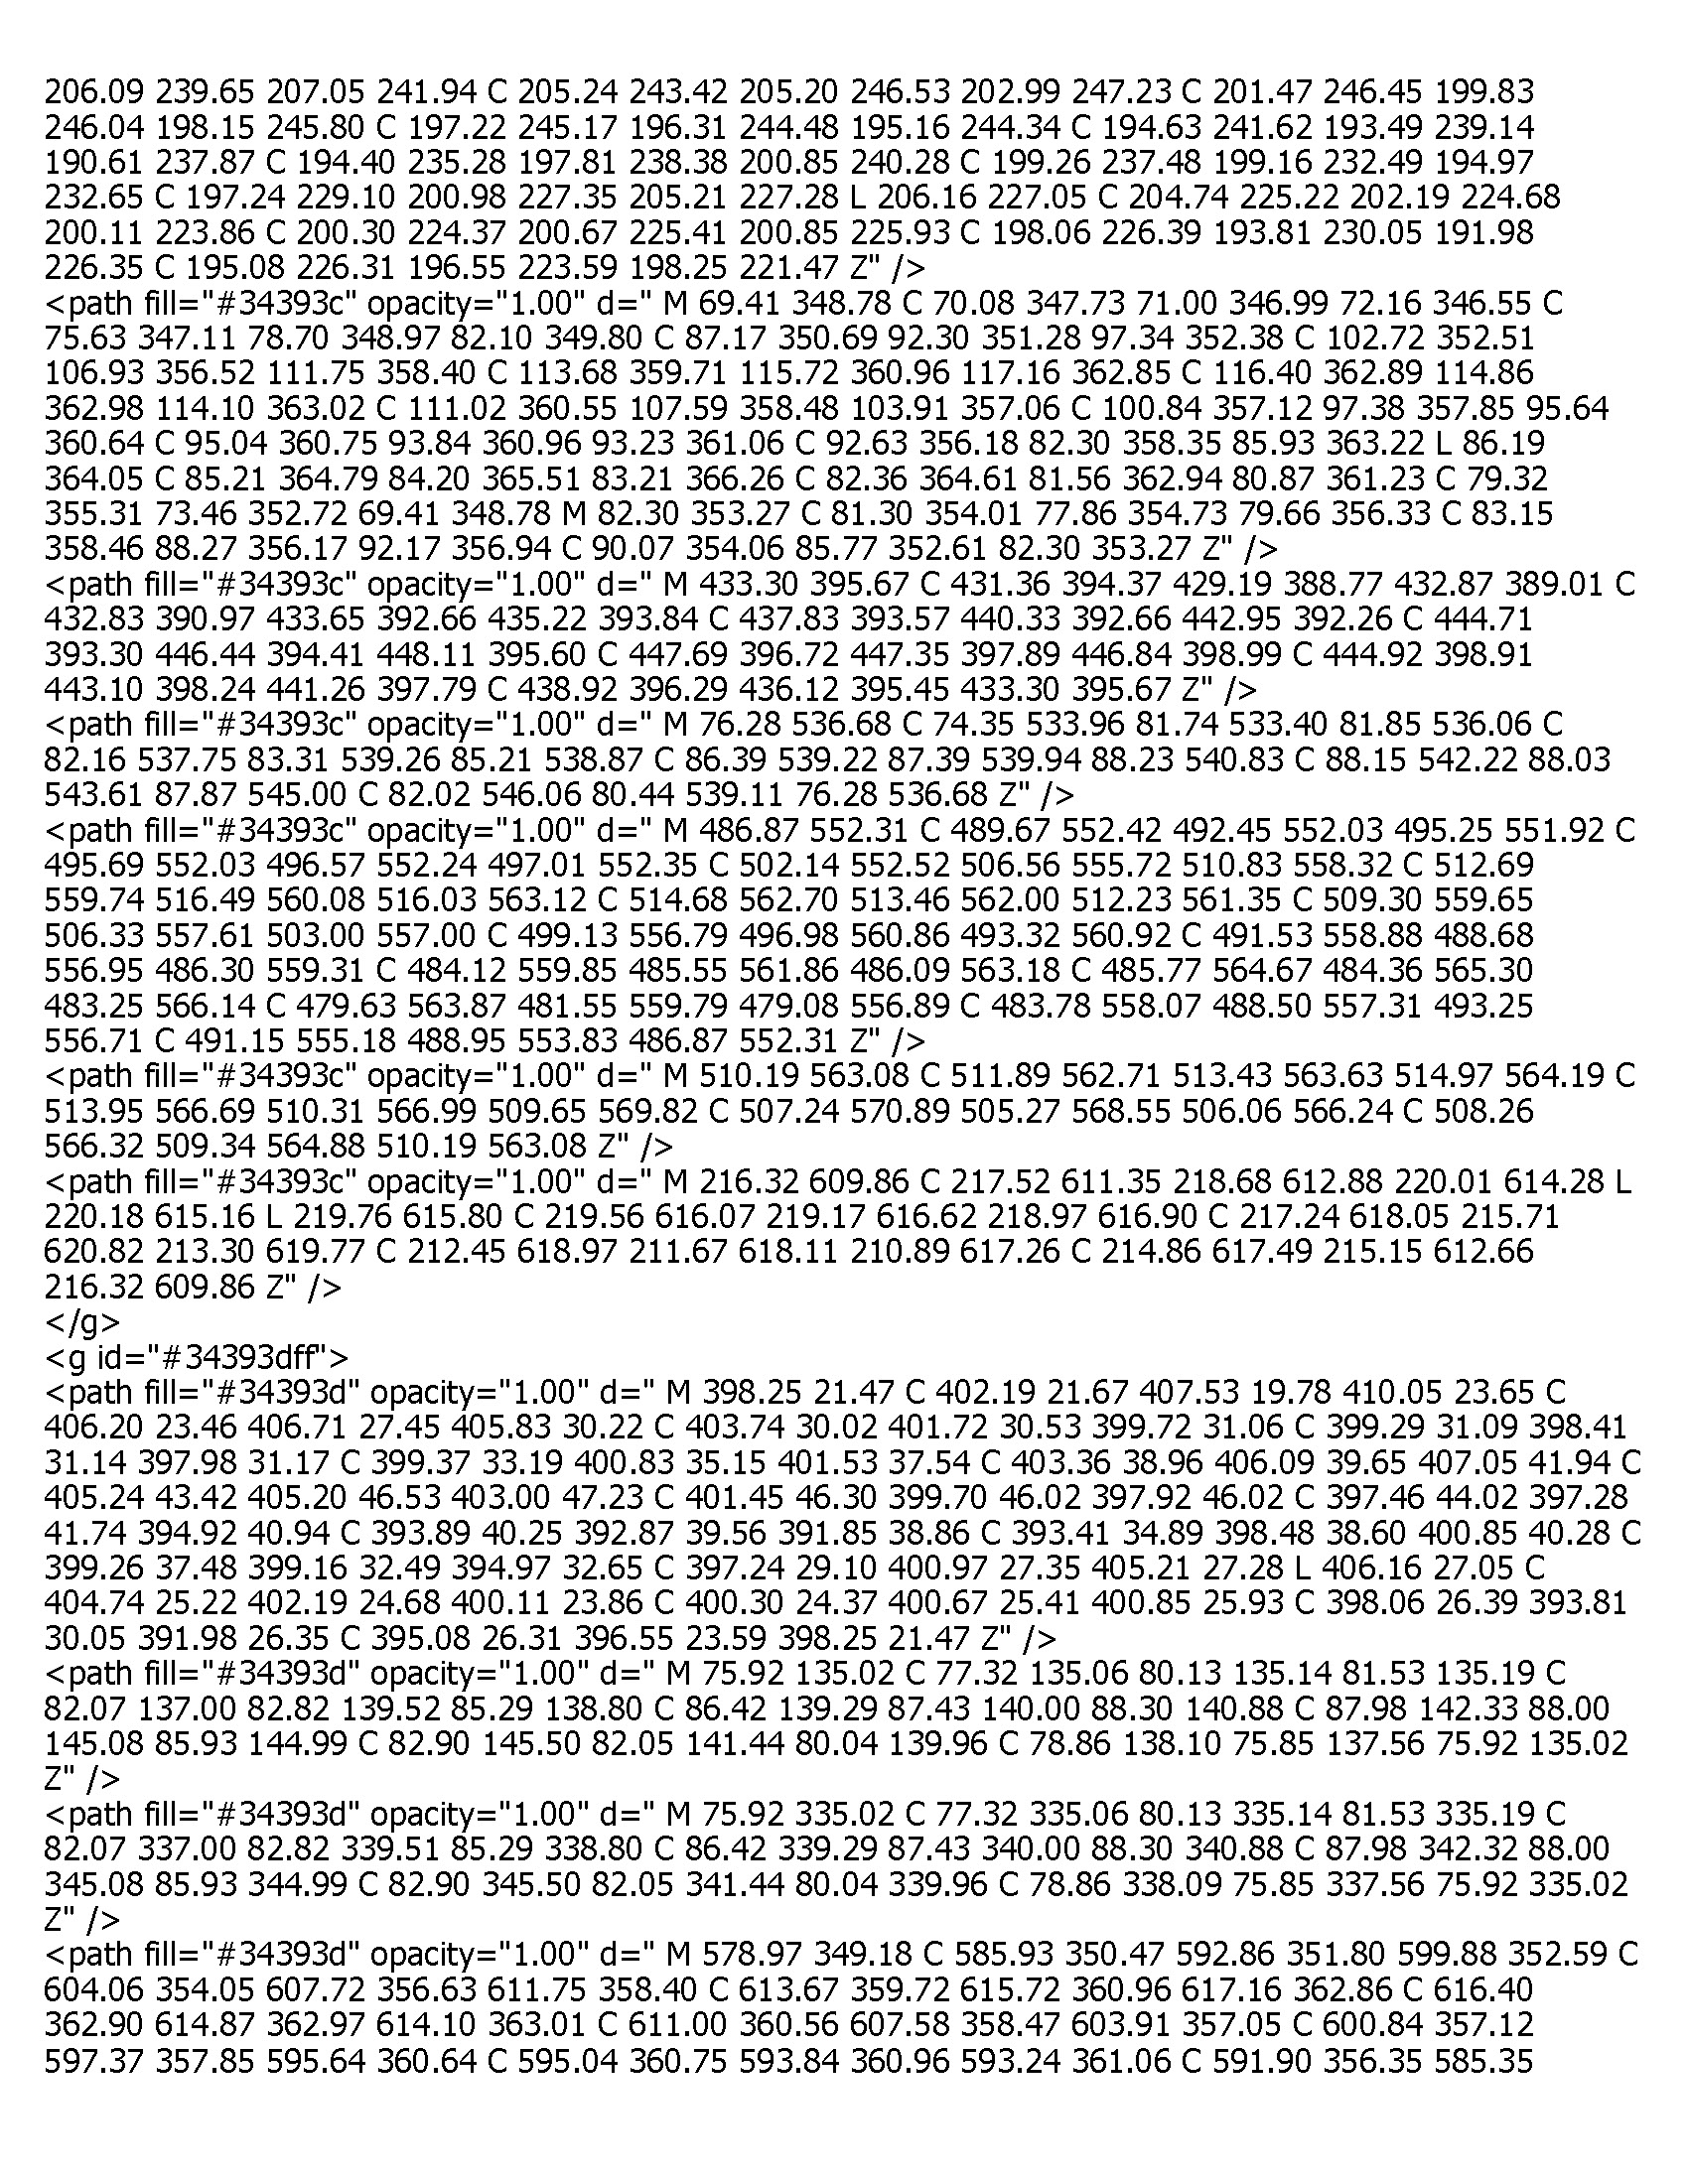 206.09 239.65 207.05 241.94 C 205.24 243.42 205.20 246.53 202.99 247.23 C 201.47 246.45 199.83
246.04 198.15 245.80 C 197.22 245.17 196.31 244.48 195.16 244.34 C 194.63 241.62 193.49 239.14
190.61 237.87 C 194.40 235.28 197.81 238.38 200.85 240.28 C 199.26 237.48 199.16 232.49 194.97
232.65 C 197.24 229.10 200.98 227.35 205.21 227.28 L 206.16 227.05 C 204.74 225.22 202.19 224.68
200.11 223.86 C 200.30 224.37 200.67 225.41 200.85 225.93 C 198.06 226.39 193.81 230.05 191.98
226.35 C 195.08 226.31 196.55 223.59 198.25 221.47 Z" />
<path fill="#34393c" opacity="1.00" d=" M 69.41 348.78 C 70.08 347.73 71.00 346.99 72.16 346.55 C
75.63 347.11 78.70 348.97 82.10 349.80 C 87.17 350.69 92.30 351.28 97.34 352.38 C 102.72 352.51
106.93 356.52 111.75 358.40 C 113.68 359.71 115.72 360.96 117.16 362.85 C 116.40 362.89 114.86
362.98 114.10 363.02 C 111.02 360.55 107.59 358.48 103.91 357.06 C 100.84 357.12 97.38 357.85 95.64
360.64 C 95.04 360.75 93.84 360.96 93.23 361.06 C 92.63 356.18 82.30 358.35 85.93 363.22 L 86.19
364.05 C 85.21 364.79 84.20 365.51 83.21 366.26 C 82.36 364.61 81.56 362.94 80.87 361.23 C 79.32
355.31 73.46 352.72 69.41 348.78 M 82.30 353.27 C 81.30 354.01 77.86 354.73 79.66 356.33 C 83.15
358.46 88.27 356.17 92.17 356.94 C 90.07 354.06 85.77 352.61 82.30 353.27 Z" />
<path fill="#34393c" opacity="1.00" d=" M 433.30 395.67 C 431.36 394.37 429.19 388.77 432.87 389.01 C
432.83 390.97 433.65 392.66 435.22 393.84 C 437.83 393.57 440.33 392.66 442.95 392.26 C 444.71
393.30 446.44 394.41 448.11 395.60 C 447.69 396.72 447.35 397.89 446.84 398.99 C 444.92 398.91
443.10 398.24 441.26 397.79 C 438.92 396.29 436.12 395.45 433.30 395.67 Z" />
<path fill="#34393c" opacity="1.00" d=" M 76.28 536.68 C 74.35 533.96 81.74 533.40 81.85 536.06 C
82.16 537.75 83.31 539.26 85.21 538.87 C 86.39 539.22 87.39 539.94 88.23 540.83 C 88.15 542.22 88.03
543.61 87.87 545.00 C 82.02 546.06 80.44 539.11 76.28 536.68 Z" />
<path fill="#34393c" opacity="1.00" d=" M 486.87 552.31 C 489.67 552.42 492.45 552.03 495.25 551.92 C
495.69 552.03 496.57 552.24 497.01 552.35 C 502.14 552.52 506.56 555.72 510.83 558.32 C 512.69
559.74 516.49 560.08 516.03 563.12 C 514.68 562.70 513.46 562.00 512.23 561.35 C 509.30 559.65
506.33 557.61 503.00 557.00 C 499.13 556.79 496.98 560.86 493.32 560.92 C 491.53 558.88 488.68
556.95 486.30 559.31 C 484.12 559.85 485.55 561.86 486.09 563.18 C 485.77 564.67 484.36 565.30
483.25 566.14 C 479.63 563.87 481.55 559.79 479.08 556.89 C 483.78 558.07 488.50 557.31 493.25
556.71 C 491.15 555.18 488.95 553.83 486.87 552.31 Z" />
<path fill="#34393c" opacity="1.00" d=" M 510.19 563.08 C 511.89 562.71 513.43 563.63 514.97 564.19 C
513.95 566.69 510.31 566.99 509.65 569.82 C 507.24 570.89 505.27 568.55 506.06 566.24 C 508.26
566.32 509.34 564.88 510.19 563.08 Z" />
<path fill="#34393c" opacity="1.00" d=" M 216.32 609.86 C 217.52 611.35 218.68 612.88 220.01 614.28 L
220.18 615.16 L 219.76 615.80 C 219.56 616.07 219.17 616.62 218.97 616.90 C 217.24 618.05 215.71
620.82 213.30 619.77 C 212.45 618.97 211.67 618.11 210.89 617.26 C 214.86 617.49 215.15 612.66
216.32 609.86 Z" />
</g>
<g id="#34393dff">
<path fill="#34393d" opacity="1.00" d=" M 398.25 21.47 C 402.19 21.67 407.53 19.78 410.05 23.65 C
406.20 23.46 406.71 27.45 405.83 30.22 C 403.74 30.02 401.72 30.53 399.72 31.06 C 399.29 31.09 398.41
31.14 397.98 31.17 C 399.37 33.19 400.83 35.15 401.53 37.54 C 403.36 38.96 406.09 39.65 407.05 41.94 C
405.24 43.42 405.20 46.53 403.00 47.23 C 401.45 46.30 399.70 46.02 397.92 46.02 C 397.46 44.02 397.28
41.74 394.92 40.94 C 393.89 40.25 392.87 39.56 391.85 38.86 C 393.41 34.89 398.48 38.60 400.85 40.28 C
399.26 37.48 399.16 32.49 394.97 32.65 C 397.24 29.10 400.97 27.35 405.21 27.28 L 406.16 27.05 C
404.74 25.22 402.19 24.68 400.11 23.86 C 400.30 24.37 400.67 25.41 400.85 25.93 C 398.06 26.39 393.81
30.05 391.98 26.35 C 395.08 26.31 396.55 23.59 398.25 21.47 Z" />
<path fill="#34393d" opacity="1.00" d=" M 75.92 135.02 C 77.32 135.06 80.13 135.14 81.53 135.19 C
82.07 137.00 82.82 139.52 85.29 138.80 C 86.42 139.29 87.43 140.00 88.30 140.88 C 87.98 142.33 88.00
145.08 85.93 144.99 C 82.90 145.50 82.05 141.44 80.04 139.96 C 78.86 138.10 75.85 137.56 75.92 135.02
Z" />
<path fill="#34393d" opacity="1.00" d=" M 75.92 335.02 C 77.32 335.06 80.13 335.14 81.53 335.19 C
82.07 337.00 82.82 339.51 85.29 338.80 C 86.42 339.29 87.43 340.00 88.30 340.88 C 87.98 342.32 88.00
345.08 85.93 344.99 C 82.90 345.50 82.05 341.44 80.04 339.96 C 78.86 338.09 75.85 337.56 75.92 335.02
Z" />
<path fill="#34393d" opacity="1.00" d=" M 578.97 349.18 C 585.93 350.47 592.86 351.80 599.88 352.59 C
604.06 354.05 607.72 356.63 611.75 358.40 C 613.67 359.72 615.72 360.96 617.16 362.86 C 616.40
362.90 614.87 362.97 614.10 363.01 C 611.00 360.56 607.58 358.47 603.91 357.05 C 600.84 357.12
597.37 357.85 595.64 360.64 C 595.04 360.75 593.84 360.96 593.24 361.06 C 591.90 356.35 585.35